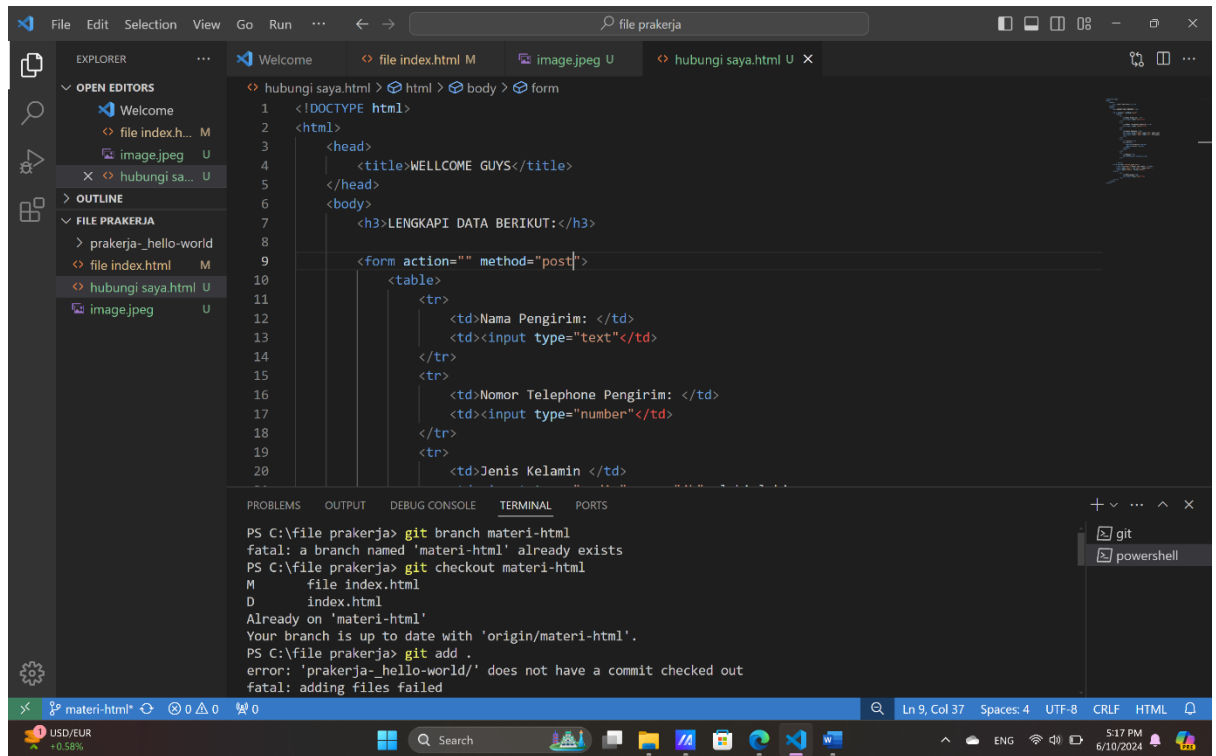 File Edit Selection View Go Run ··· ← → file prakerja
EXPLORER ···
OPEN EDITORS
Welcome
file index.h... M
image.jpeg U
hubungi sa... U
OUTLINE
FILE PRAKERJA
prakerja-_hello-world
file index.html M
hubungi saya.html U
image.jpeg U
Welcome file index.html M image.jpeg U hubungi saya.html U
hubungi saya.html > html > body > form
1 <!DOCTYPE html>
2 <html>
3 <head>
4 <title>WELLCOME GUYS</title>
5 </head>
6 <body>
7 <h3>LENGKAPI DATA BERIKUT:</h3>
8
9 <form action="" method="post">
10 <table>
11 <tr>
12 <td>Nama Pengirim: </td>
13 <td><input type="text"</td>
14 </tr>
15 <tr>
16 <td>Nomor Telephone Pengirim: </td>
17 <td><input type="number"</td>
18 </tr>
19 <tr>
20 <td>Jenis Kelamin </td>
PROBLEMS OUTPUT DEBUG CONSOLE TERMINAL PORTS
PS C:\file prakerja> git branch materi-html
fatal: a branch named 'materi-html' already exists
PS C:\file prakerja> git checkout materi-html
M file index.html
D index.html
Already on 'materi-html'
Your branch is up to date with 'origin/materi-html'.
PS C:\file prakerja> git add .
error: 'prakerja-_hello-world/' does not have a commit checked out
fatal: adding files failed
git
powershell
materi-html* 0 0 0 Ln 9, Col 37 Spaces: 4 UTF-8 CRLF HTML
1 USD/EUR
+0.58%
Search
ENG
5:17 PM
6/10/2024
PRE